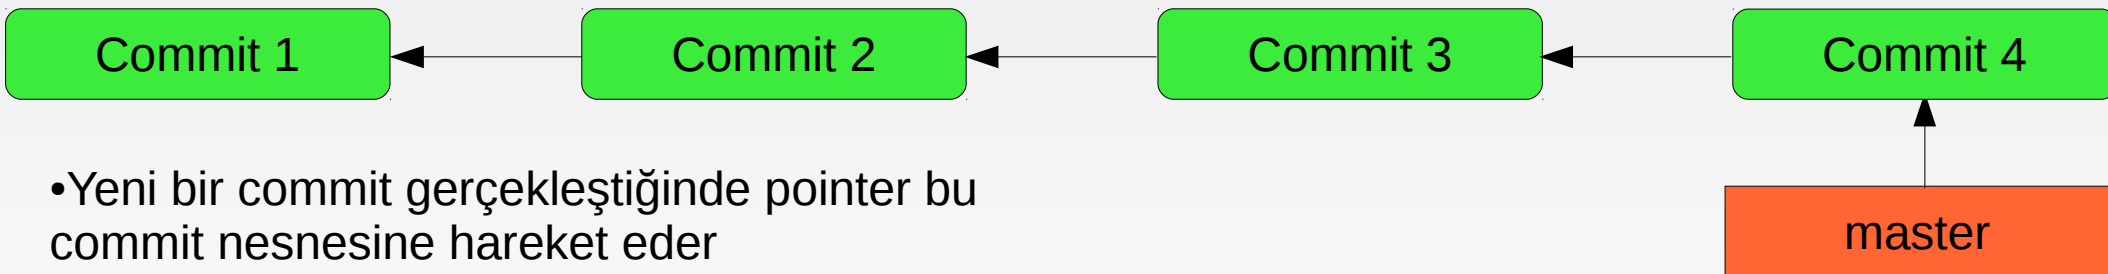 Commit 1
Commit 2
Commit 3
Commit 4
•Yeni bir commit gerçekleştiğinde pointer bu
commit nesnesine hareket eder
master